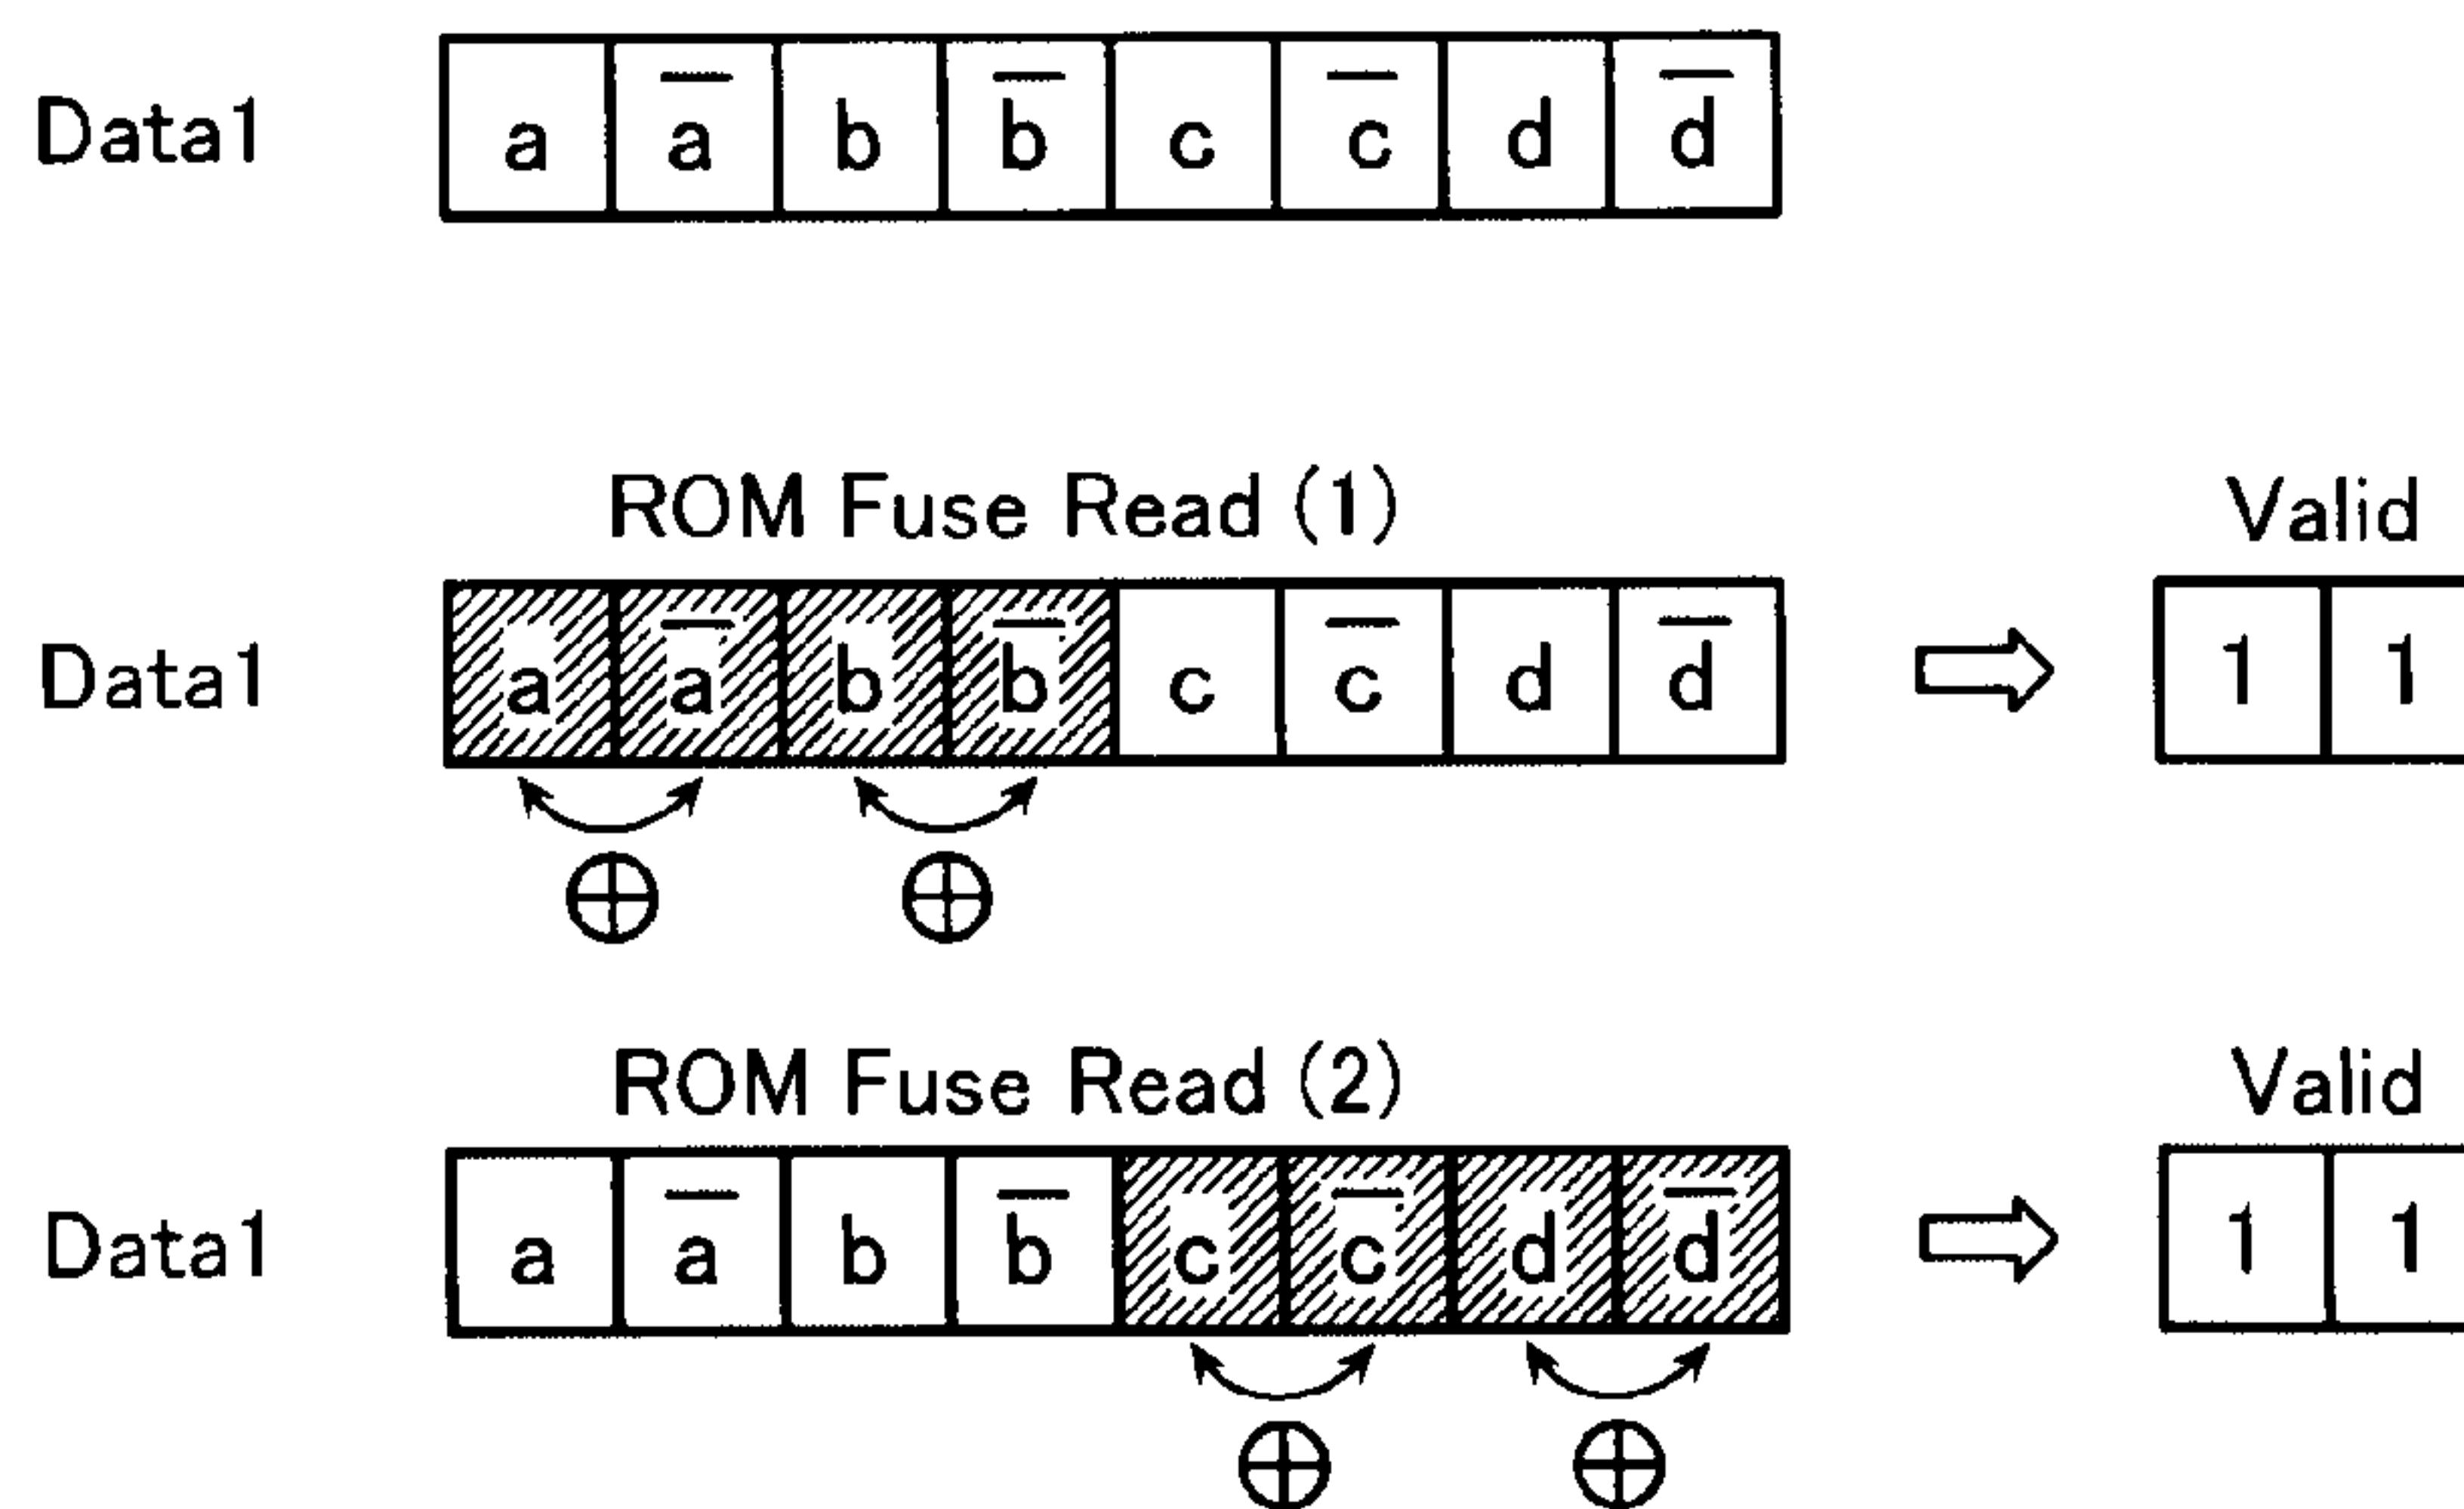 Data1 a a̅ b b̅ c c̅ d d̅
ROM Fuse Read (1) Valid
Data1 a a̅ b b̅ c c̅ d d̅ 1 1
ROM Fuse Read (2) Valid
Data1 a a̅ b b̅ c c̅ d d̅ 1 1